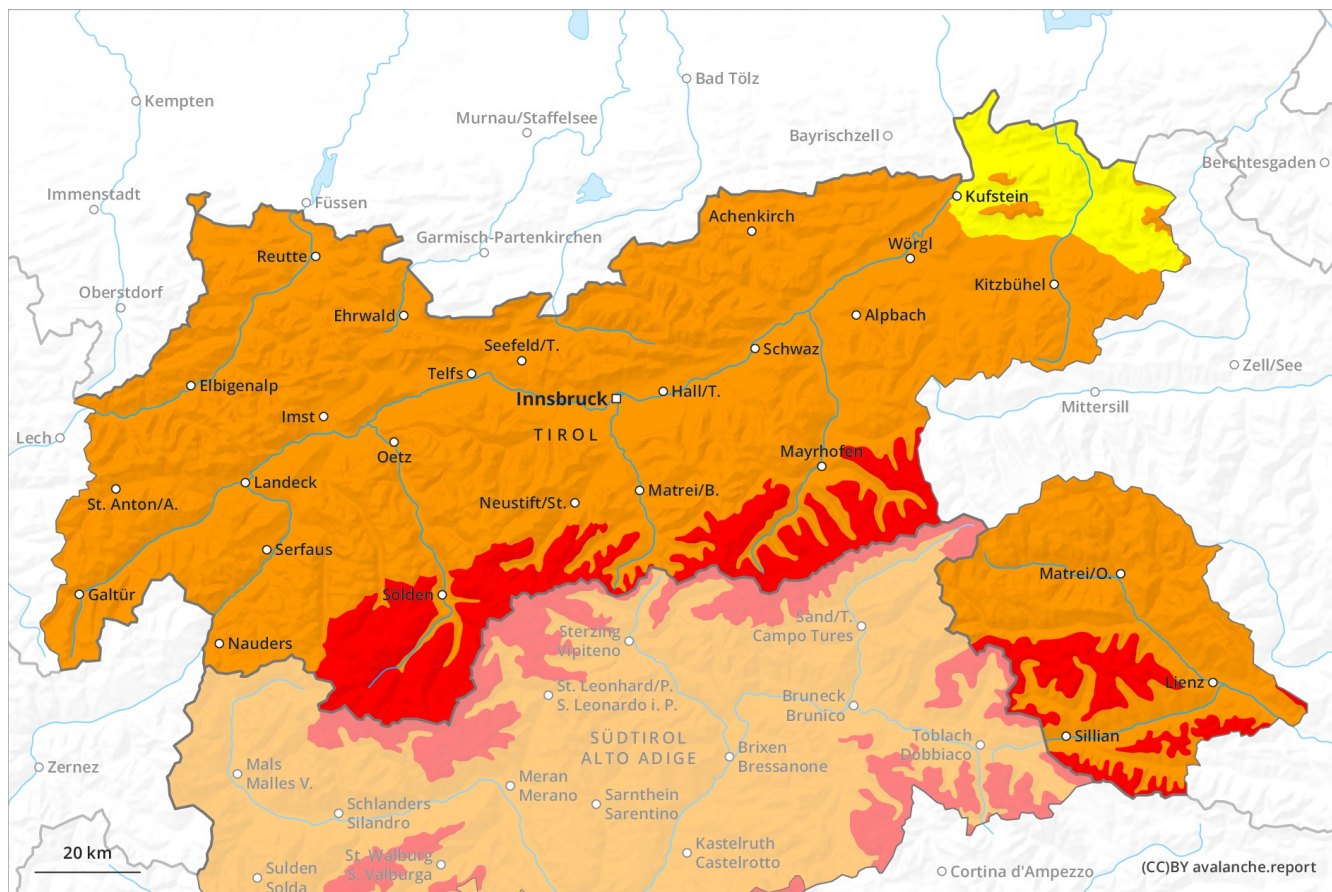 Bad Tölz
Kempten
Murnau/Staffelsee
Bayrischzell
Berchtesgaden
Immenstadt
Füssen
Kufstein
Achenkirch
Garmisch-Partenkirchen
Wörgl
Reutte
Oberstdorf
Kitzbühel
Ehrwald
Alpbach
Seefeld/T.
Schwaz
Zell/See
Telfs
Elbigenalp
Innsbruck
Hall/T.
Mittersill
Imst
Lech
TIROL
Oetz
Mayrhofen
Landeck
Matrei/B.
St. Anton/A.
Neustift/St.
Serfaus
Matrei/O.
Galtür
Sölden
Sand/T.
Campo Tures
Sterzing
Vipiteno
Nauders
Lienz
St. Leonhard/P.
S. Leonardo i. P.
Bruneck
Brunico
Toblach
Dobbiaco
Sillian
SÜDTIROL
ALTO ADIGE
Brixen
Bressanone
Zernez
Mals
Malles V.
Meran
Merano
Sarnthein
Sarentino
Schlanders
Silandro
Kastelruth
Castelrotto
20 km
St. Walburg
S. Valburga
Sulden
Solda
Cortina d'Ampezzo
(CC)BY avalanche.report